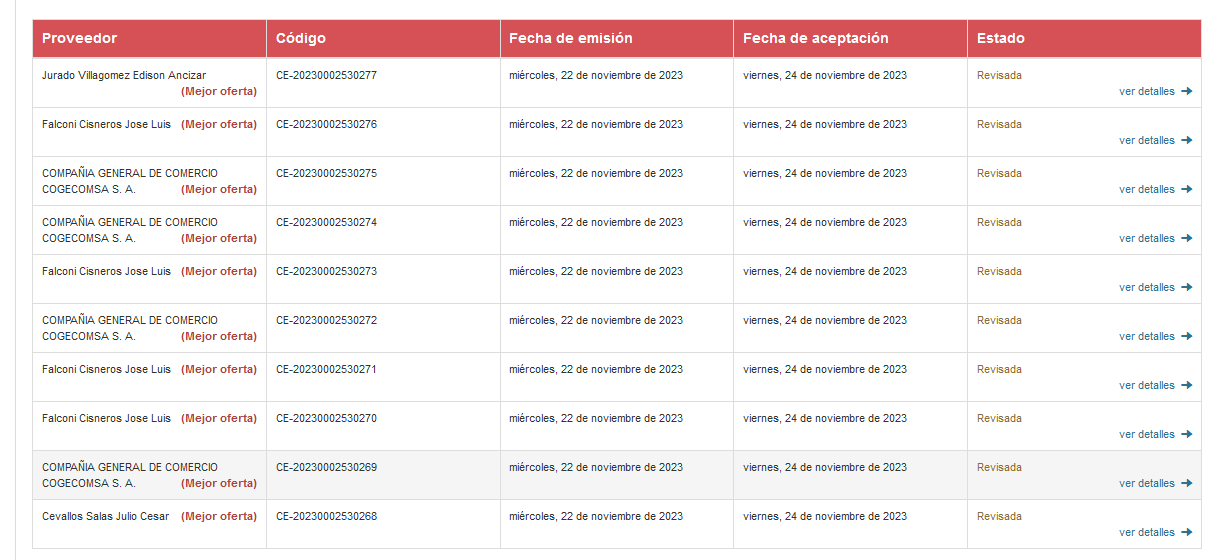 Proveedor Código Fecha de emisión Fecha de aceptación Estado
Jurado Villagomez Edison Ancizar CE-20230002530277 miércoles, 22 de noviembre de 2023 viernes, 24 de noviembre de 2023 Revisada
(Mejor oferta) ver detalles
Falconi Cisneros Jose Luis (Mejor oferta) CE-20230002530276 miércoles, 22 de noviembre de 2023 viernes, 24 de noviembre de 2023 Revisada
ver detalles
COMPAÑIA GENERAL DE COMERCIO CE-20230002530275 miércoles, 22 de noviembre de 2023 viernes, 24 de noviembre de 2023 Revisada
COGECOMSA S. A. (Mejor oferta) ver detalles
COMPAÑIA GENERAL DE COMERCIO CE-20230002530274 miércoles, 22 de noviembre de 2023 viernes, 24 de noviembre de 2023 Revisada
COGECOMSA S. A. (Mejor oferta) ver detalles
Falconi Cisneros Jose Luis (Mejor oferta) CE-20230002530273 miércoles, 22 de noviembre de 2023 viernes, 24 de noviembre de 2023 Revisada
ver detalles
COMPAÑIA GENERAL DE COMERCIO CE-20230002530272 miércoles, 22 de noviembre de 2023 viernes, 24 de noviembre de 2023 Revisada
COGECOMSA S. A. (Mejor oferta) ver detalles
Falconi Cisneros Jose Luis (Mejor oferta) CE-20230002530271 miércoles, 22 de noviembre de 2023 viernes, 24 de noviembre de 2023 Revisada
ver detalles
Falconi Cisneros Jose Luis (Mejor oferta) CE-20230002530270 miércoles, 22 de noviembre de 2023 viernes, 24 de noviembre de 2023 Revisada
ver detalles
COMPAÑIA GENERAL DE COMERCIO CE-20230002530269 miércoles, 22 de noviembre de 2023 viernes, 24 de noviembre de 2023 Revisada
COGECOMSA S. A. (Mejor oferta) ver detalles
Cevallos Salas Julio Cesar (Mejor oferta) CE-20230002530268 miércoles, 22 de noviembre de 2023 viernes, 24 de noviembre de 2023 Revisada
ver detalles